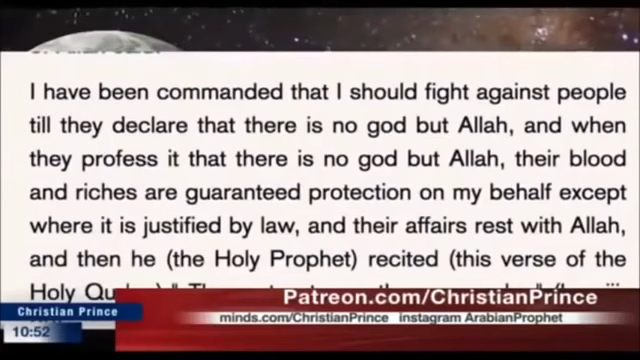 I have been commanded that I should fight against people
till they declare that there is no god but Allah, and when
they profess it that there is no god but Allah, their blood
and riches are guaranteed protection on my behalf except
where it is justified by law, and their affairs rest with Allah,
and then he (the Holy Prophet) recited (this verse of the
Holy
Patreon.com/ChristianPrince
Christian Prince
minds.com/ChristianPrince instagram ArabianProphet
10:52